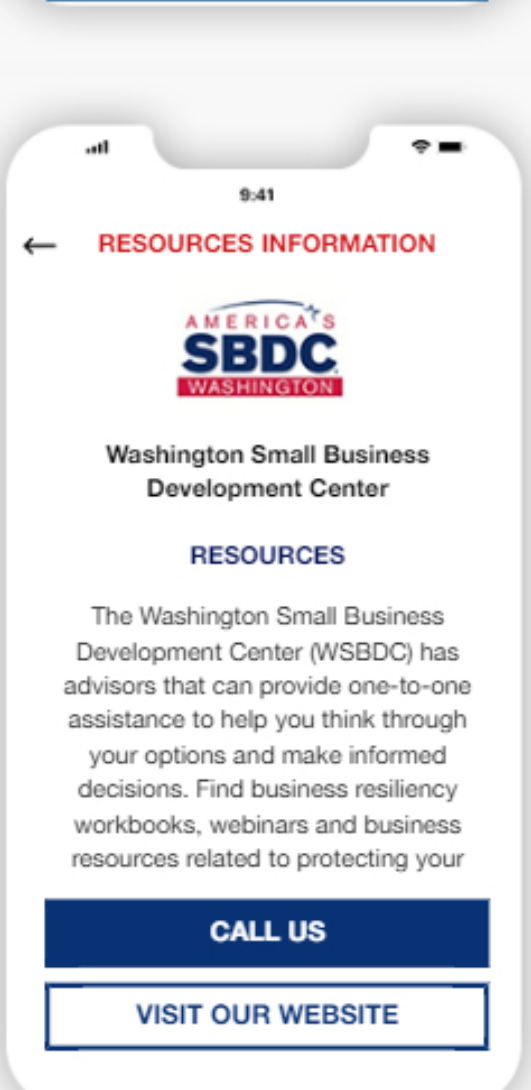 9:41
RESOURCES INFORMATION
AMERICA'S
SBDC
WASHINGTON
Washington Small Business
Development Center
RESOURCES
The Washington Small Business
Development Center (WSBDC) has
advisors that can provide one-to-one
assistance to help you think through
your options and make informed
decisions. Find business resiliency
workbooks, webinars and business
resources related to protecting your
CALL US
VISIT OUR WEBSITE